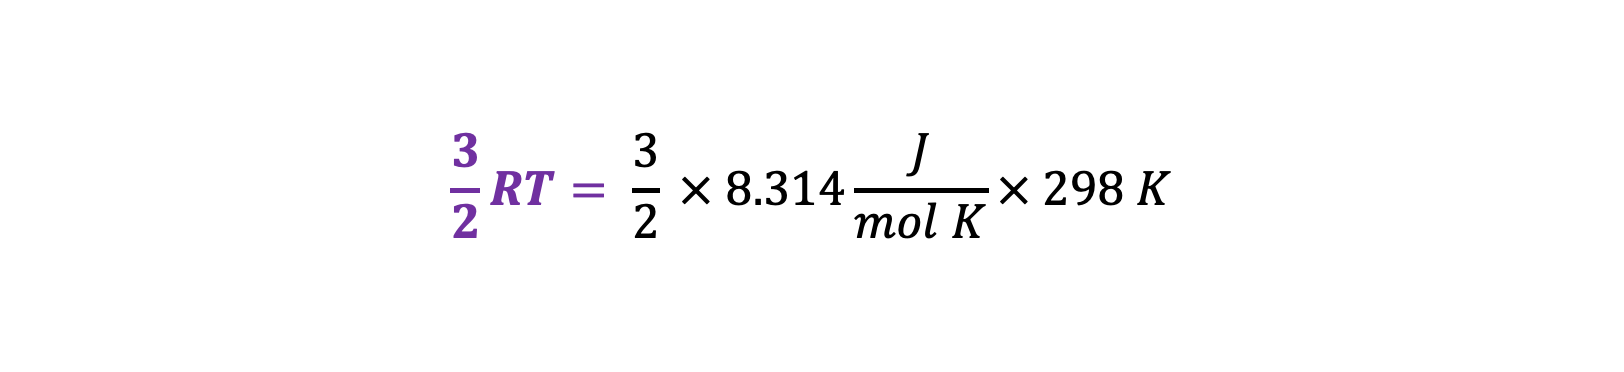 3/2 RT = 3/2 × 8.314 J/mol K × 298 K